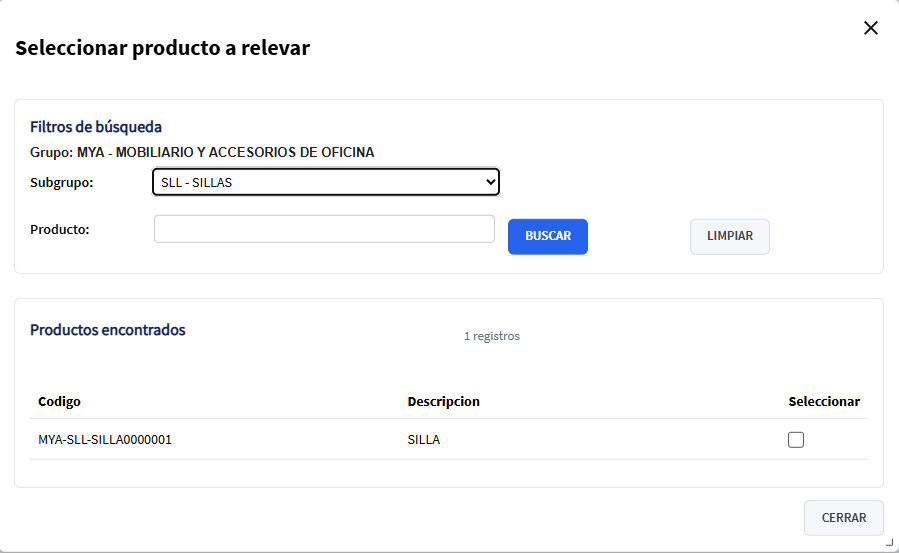 Seleccionar producto a relevar
Filtros de búsqueda
Grupo: MYA - MOBILIARIO Y ACCESORIOS DE OFICINA
Subgrupo: SLL - SILLAS
Producto: BUSCAR LIMPIAR
Productos encontrados 1 registros
Codigo Descripcion Seleccionar
MYA-SLL-SILLA0000001 SILLA
CERRAR